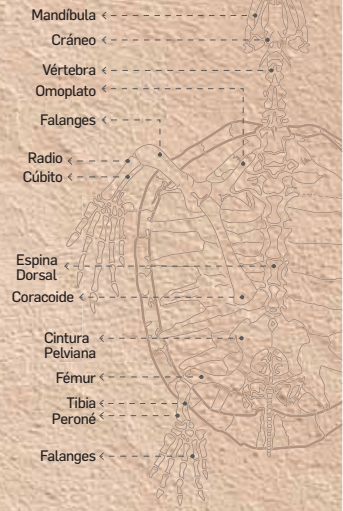 Mandíbula
Cráneo
Vértebra
Omoplato
Falanges
Radio
Cúbito
Espina
Dorsal
Coracoide
Cintura
Pelviana
Fémur
Tibia
Peroné
Falanges